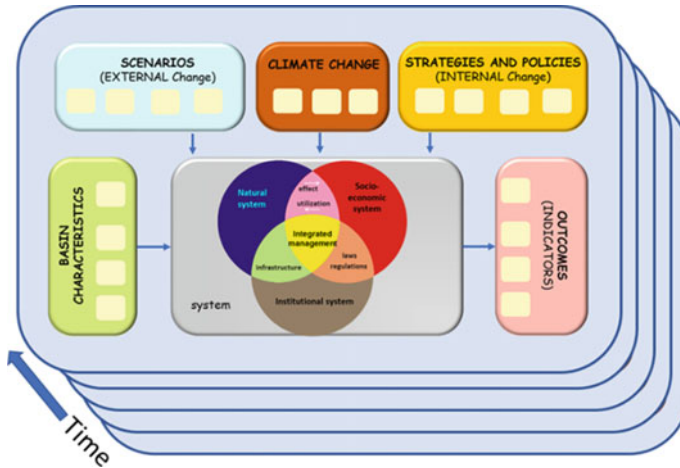 SCENARIOS
(EXTERNAL Change)
CLIMATE CHANGE
STRATEGIES AND POLICIES
(INTERNAL Change)
BASIN
CHARACTERISTICS
Natural
system
effect
utilization
Socio-
economic
system
Integrated
management
infrastructure
laws
regulations
Institutional system
system
OUTCOMES
(INDICATORS)
Time